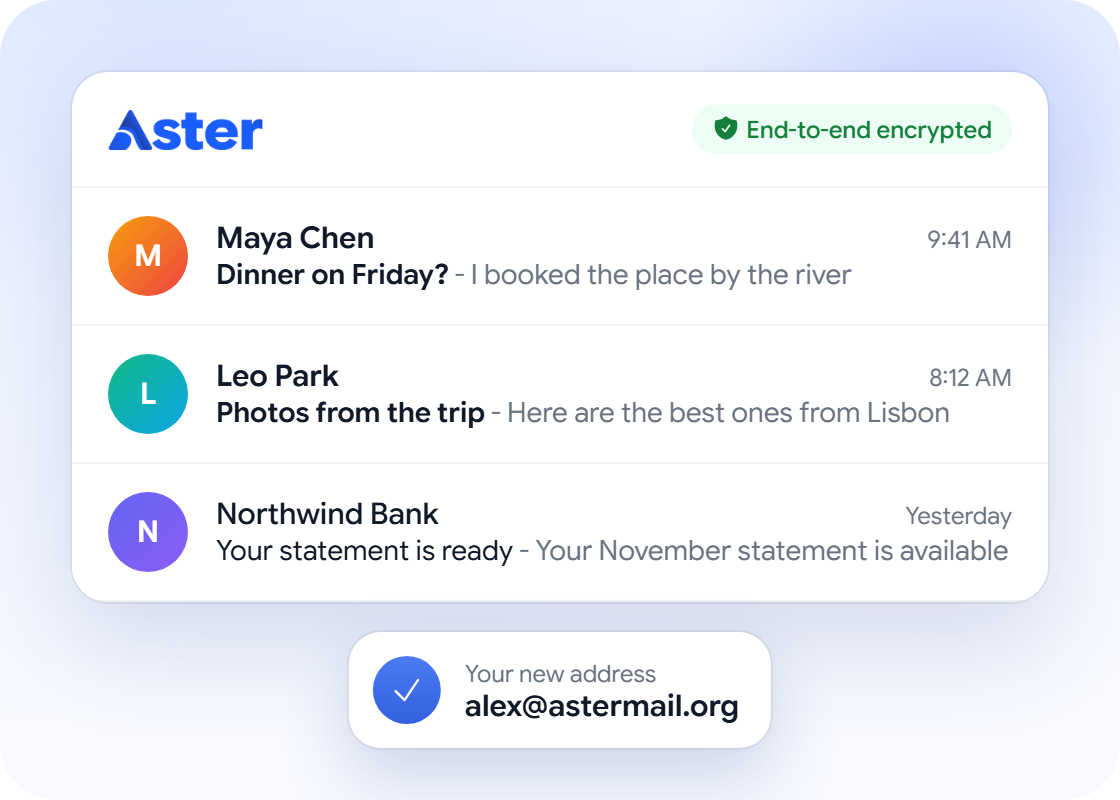 Aster
End-to-end encrypted
M
Maya Chen
9:41 AM
Dinner on Friday? - I booked the place by the river
L
Leo Park
8:12 AM
Photos from the trip - Here are the best ones from Lisbon
N
Northwind Bank
Yesterday
Your statement is ready - Your November statement is available
Your new address
alex@astermail.org